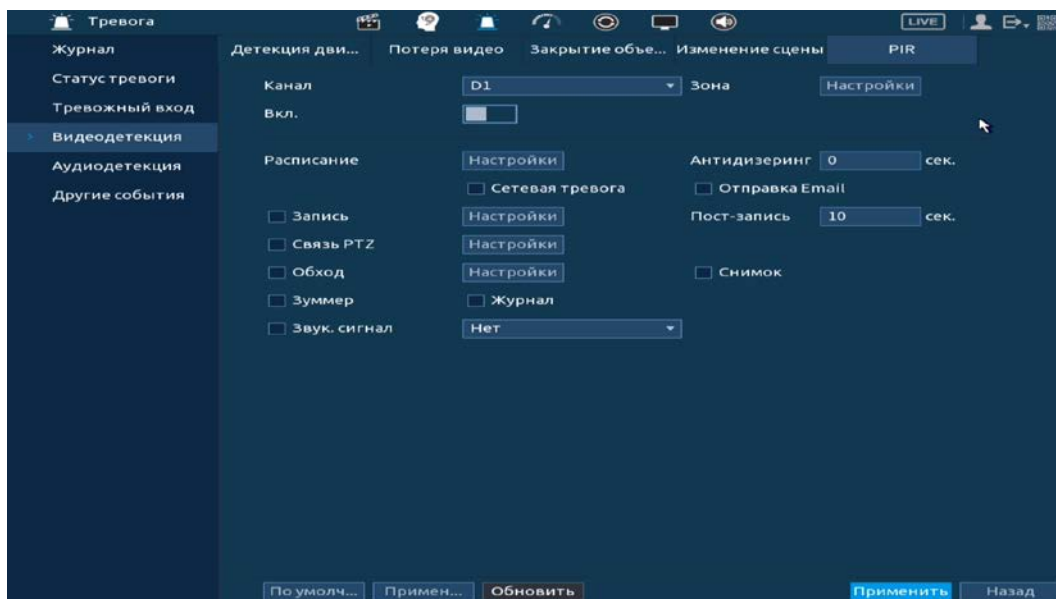 Тревога
LIVE
Журнал
Статус тревоги
Тревожный вход
Видеодетекция
Аудиодетекция
Другие события
Детекция дви... Потеря видео Закрытие объе... Изменение сцены PIR
Канал D1 Зона Настройки
Вкл.
Расписание Настройки Антидизеринг 0 сек.
Сетевая тревога Отправка Email
Запись Настройки Пост-запись 10 сек.
Связь PTZ Настройки
Обход Настройки Снимок
Зуммер Журнал
Звук. сигнал Нет
По умолч... Примен... Обновить Применить Назад